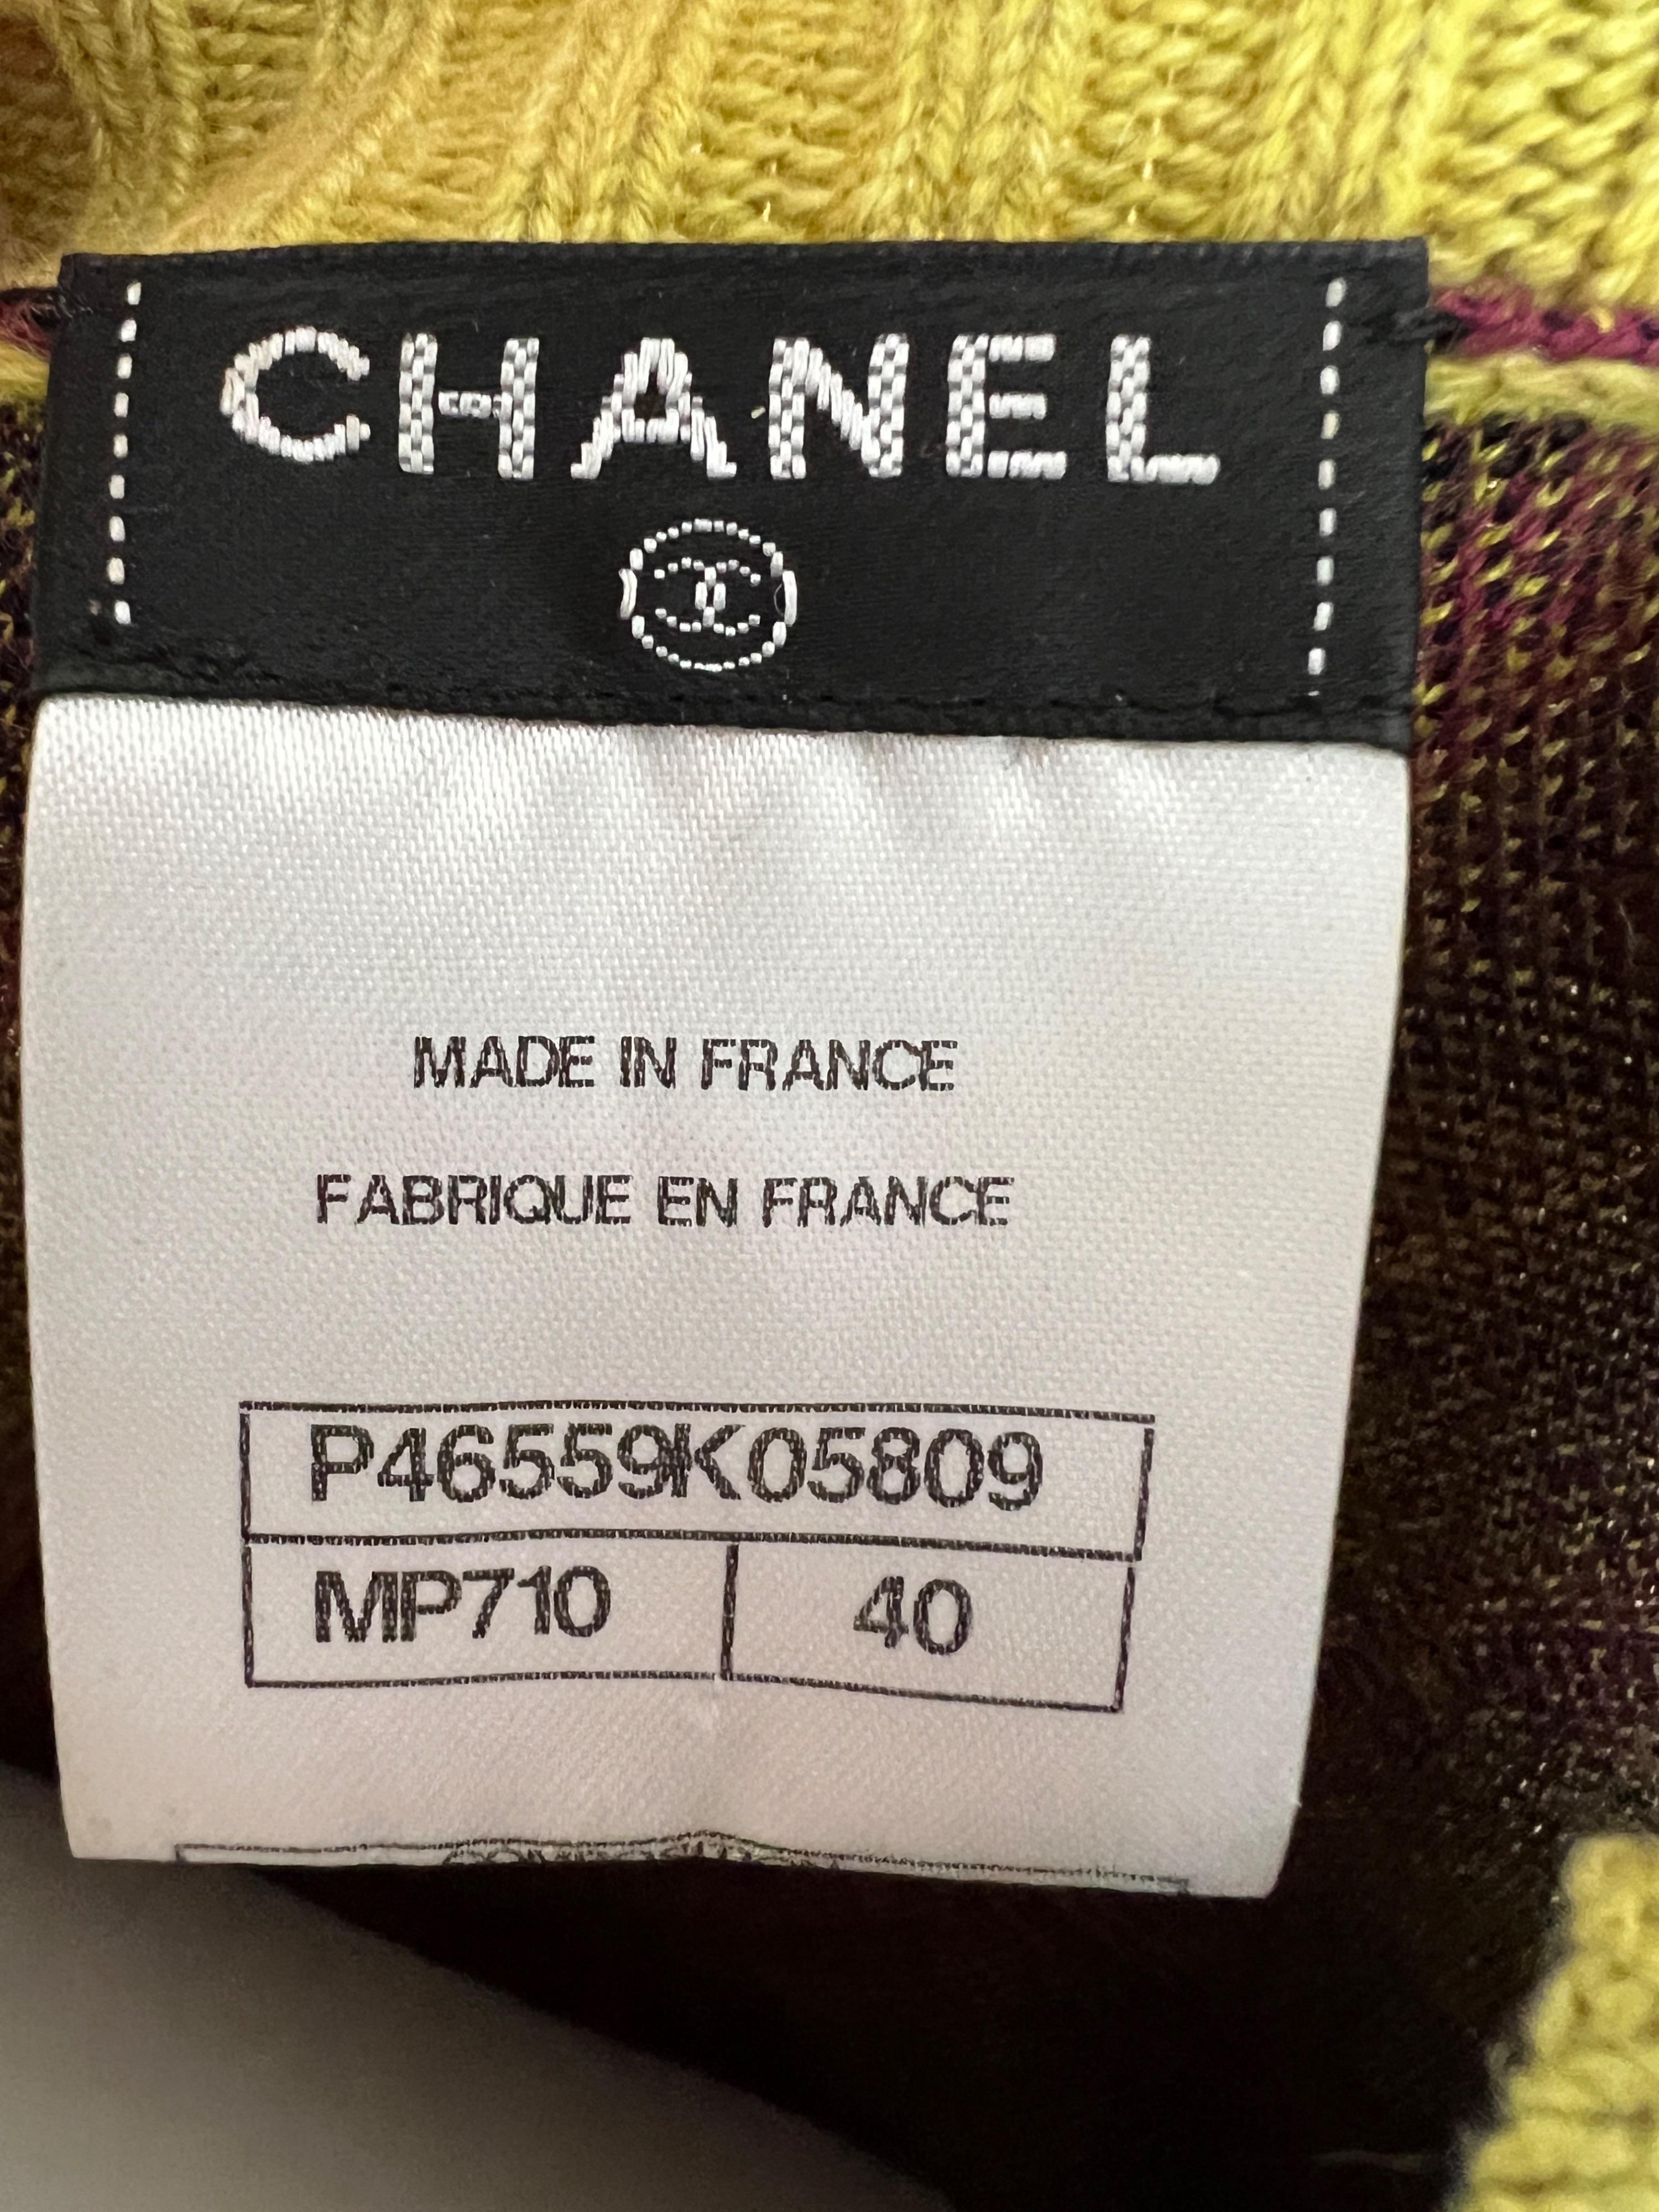 CHANEL
MADE IN FRANCE
FABRIQUE EN FRANCE
P46559K05809
MP710 40